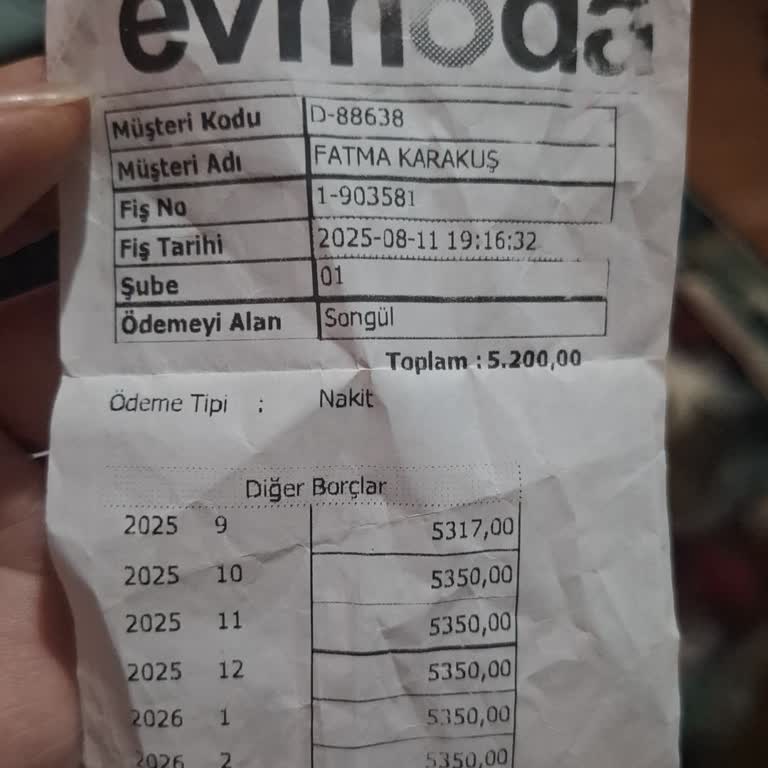 evmoda
Müşteri Kodu D-88638
Müşteri Adı FATMA KARAKUŞ
Fiş No 1-903581
Fiş Tarihi 2025-08-11 19:16:32
Şube 01
Ödemeyi Alan Songül
Toplam : 5.200,00
Ödeme Tipi : Nakit
Diğer Borçlar
2025 9 5317,00
2025 10 5350,00
2025 11 5350,00
2025 12 5350,00
2026 1 5350,00
2026 2 5350,00